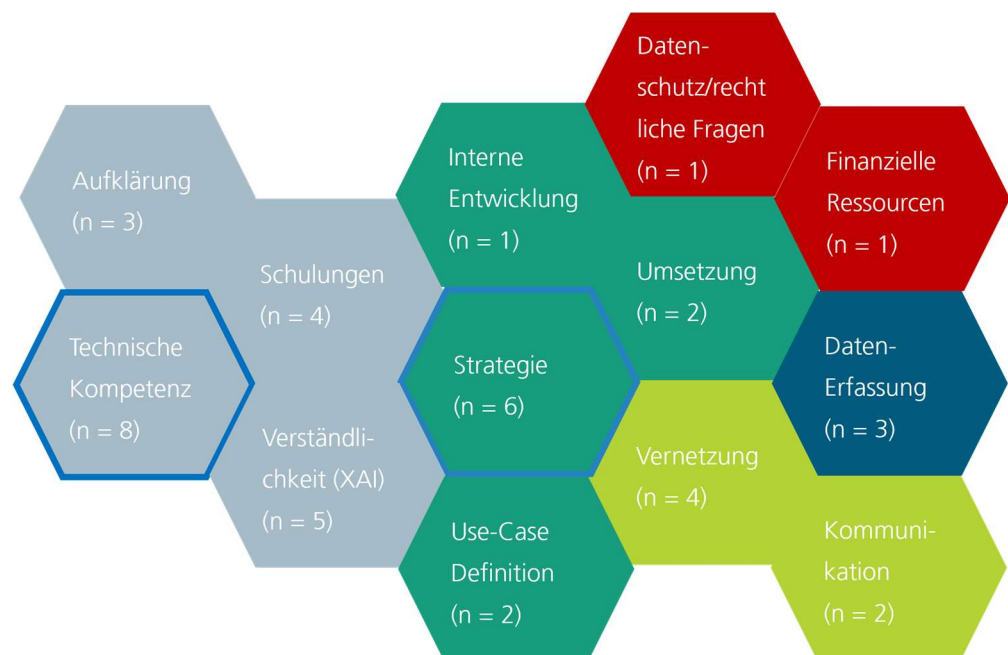 Aufklärung
(n = 3)
Technische
Kompetenz
(n = 8)
Schulungen
(n = 4)
Verständli-
chkeit (XAI)
(n = 5)
Interne
Entwicklung
(n = 1)
Strategie
(n = 6)
Use-Case
Definition
(n = 2)
Daten-
schutz/recht
liche Fragen
(n = 1)
Umsetzung
(n = 2)
Vernetzung
(n = 4)
Finanzielle
Ressourcen
(n = 1)
Daten-
Erfassung
(n = 3)
Kommuni-
kation
(n = 2)